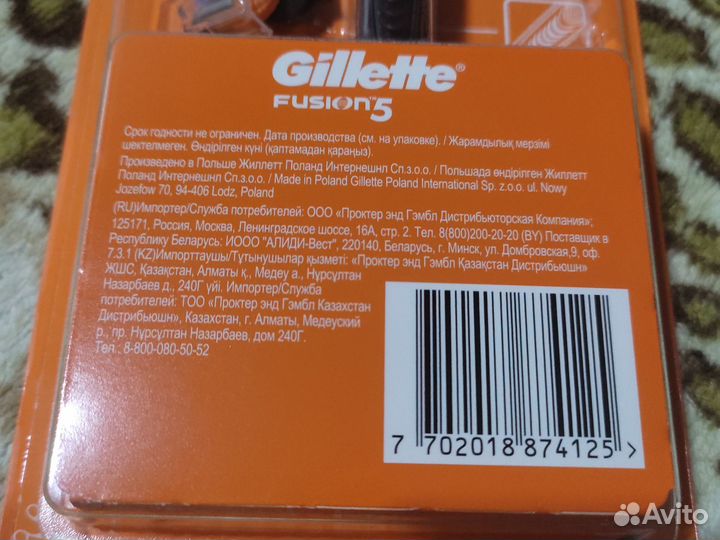 Gillette®
FUSION™5
Срок годности не ограничен. Дата производства (см. на упаковке). / Жарамдылық мерзімі
шектелмеген. Өндірілген күні (қаптамадан қараңыз).
Произведено в Польше Жиллетт Поланд Интернешнл Сп.з.о.о. / Польшада өндірілген Жиллетт
Поланд Интернешнл Сп.з.о.о. / Made in Poland Gillette Poland International Sp. z.o.o. ul. Nowy
Jozefow 70, 94-406 Lodz, Poland
(RU)Импортер/Служба потребителей: ООО «Проктер энд Гэмбл Дистрибьюторская Компания»;
125171, Россия, Москва, Ленинградское шоссе, 16А, стр. 2. Тел. 8(800)200-20-20 (BY) Поставщик в
Республику Беларусь: ИООО "АЛИДИ-Вест", 220140, Беларусь, г. Минск, ул. Домбровская,9, оф.
7.3.1 (KZ)Импорттаушы/Тұтынушылар қызметі: «Проктер энд Гэмбл Қазақстан Дистрибьюшн»
ЖШС, Қазақстан, Алматы қ., Медеу а., Нұрсұлтан
Назарбаев д., 240Г үйі. Импортер/Служба
потребителей: ТОО «Проктер энд Гэмбл Казахстан
Дистрибьюшн», Казахстан, г. Алматы, Медеуский
р., пр. Нұрсұлтан Назарбаев, дом 240Г.
Тел.: 8-800-080-50-52
7 702018 874125 >
Avito